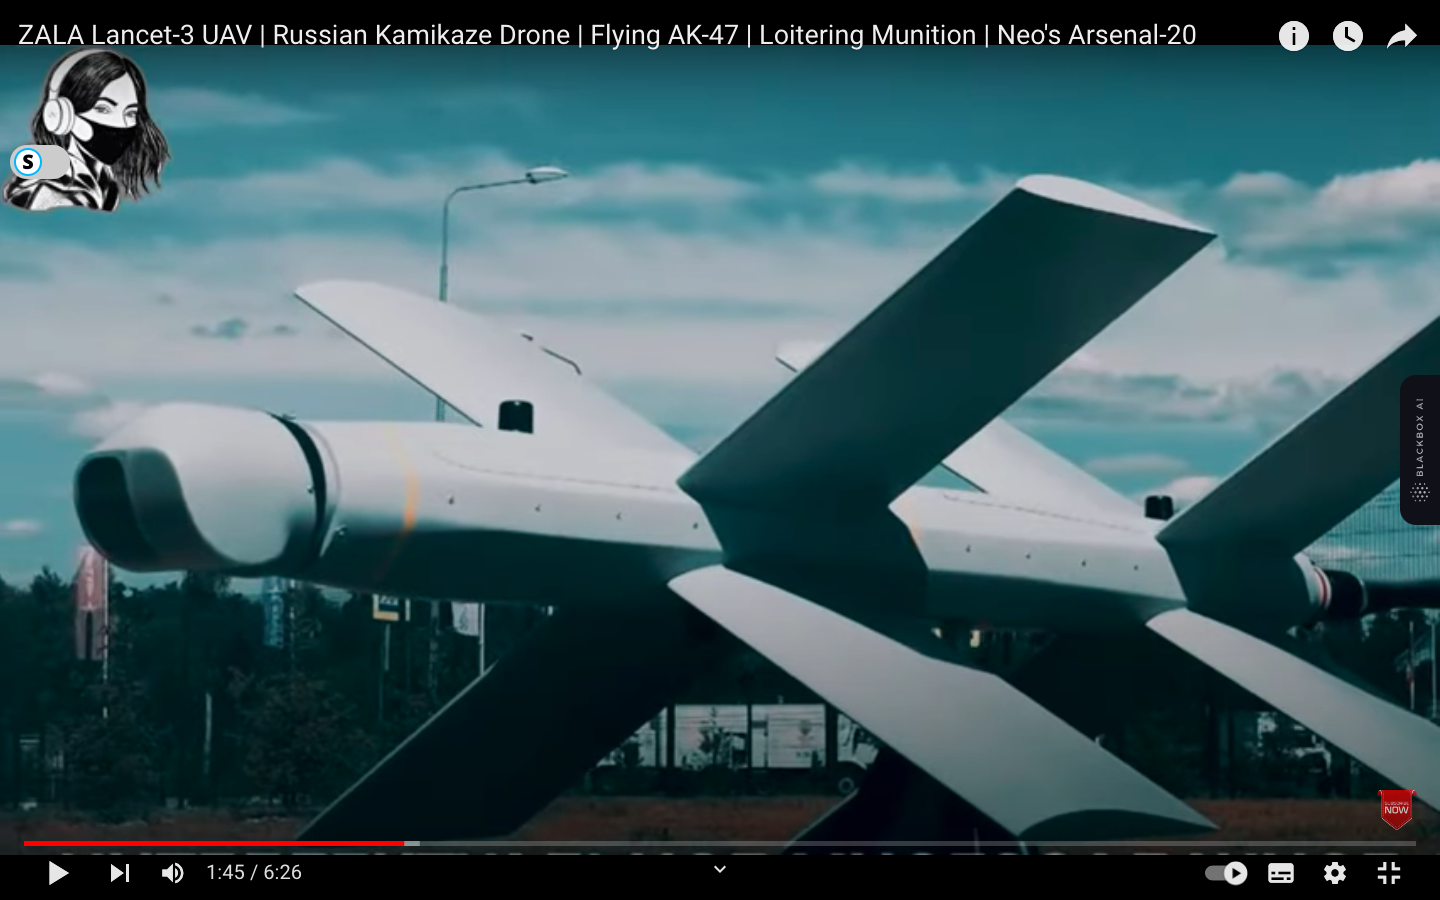 ZALA Lancet-3 UAV | Russian Kamikaze Drone | Flying AK-47 | Loitering Munition | Neo's Arsenal-20
S
BLACKBOX AI
SUBSCRIBE
NOW
1:45 / 6:26